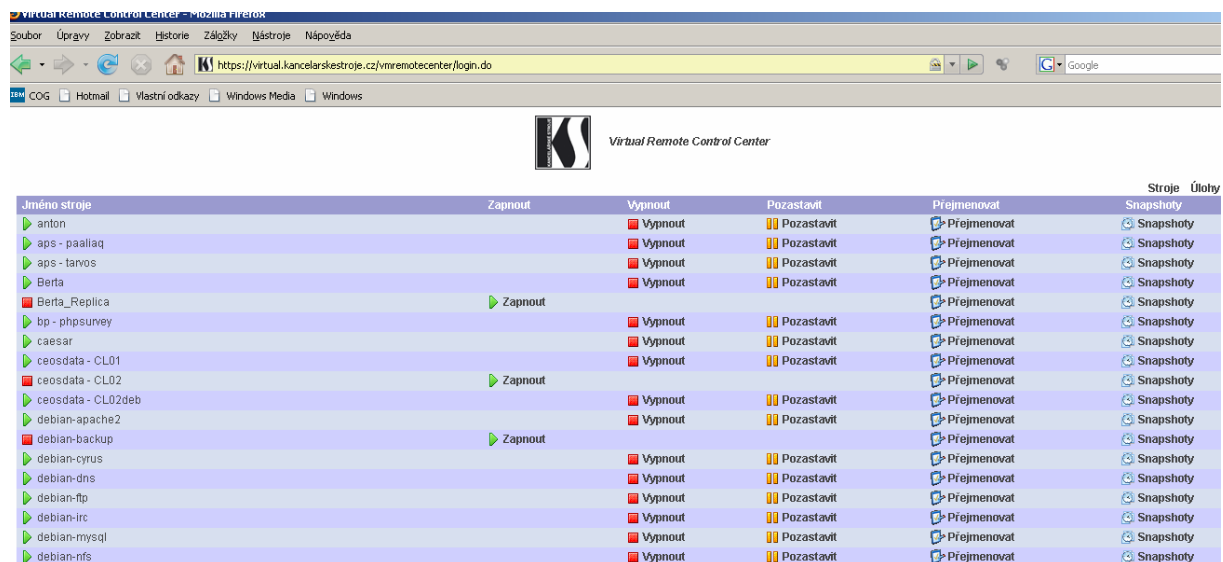 Virtual Remote Control Center - Mozilla Firefox
Soubor Úpravy Zobrazit Historie Záložky Nástroje Nápověda
https://virtual.kancelarskestroje.cz/vmremotecenter/login.do G Google
IBM COG Hotmail Vlastní odkazy Windows Media Windows
KANCELÁŘSKÉ STROJE KS Virtual Remote Control Center
Stroje Úlohy
Jméno stroje Zapnout Vypnout Pozastavit Přejmenovat Snapshoty
anton Vypnout Pozastavit Přejmenovat Snapshoty
aps - paaliaq Vypnout Pozastavit Přejmenovat Snapshoty
aps - tarvos Vypnout Pozastavit Přejmenovat Snapshoty
Berta Vypnout Pozastavit Přejmenovat Snapshoty
Berta_Replica Zapnout Přejmenovat Snapshoty
bp - phpsurvey Vypnout Pozastavit Přejmenovat Snapshoty
caesar Vypnout Pozastavit Přejmenovat Snapshoty
ceosdata - CL01 Vypnout Pozastavit Přejmenovat Snapshoty
ceosdata - CL02 Zapnout Přejmenovat Snapshoty
ceosdata - CL02deb Vypnout Pozastavit Přejmenovat Snapshoty
debian-apache2 Vypnout Pozastavit Přejmenovat Snapshoty
debian-backup Zapnout Přejmenovat Snapshoty
debian-cyrus Vypnout Pozastavit Přejmenovat Snapshoty
debian-dns Vypnout Pozastavit Přejmenovat Snapshoty
debian-ftp Vypnout Pozastavit Přejmenovat Snapshoty
debian-irc Vypnout Pozastavit Přejmenovat Snapshoty
debian-mysql Vypnout Pozastavit Přejmenovat Snapshoty
debian-nfs Vypnout Pozastavit Přejmenovat Snapshoty